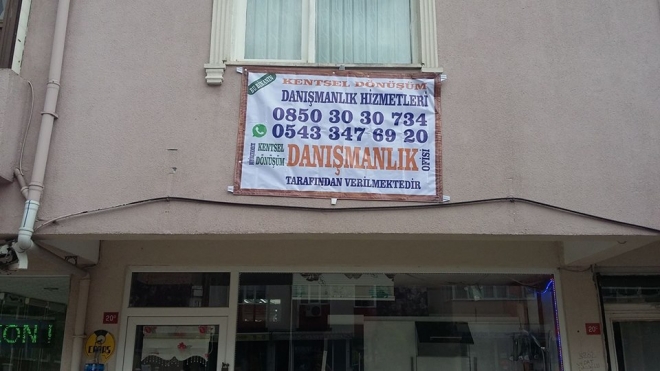 KENTSEL DÖNÜŞÜM
DANIŞMANLIK HİZMETLERİ
0850 30 30 734
0543 347 69 20
KENTSEL DÖNÜŞÜM DANIŞMANLIK OFİSİ
TARAFINDAN VERİLMEKTEDİR
ION !